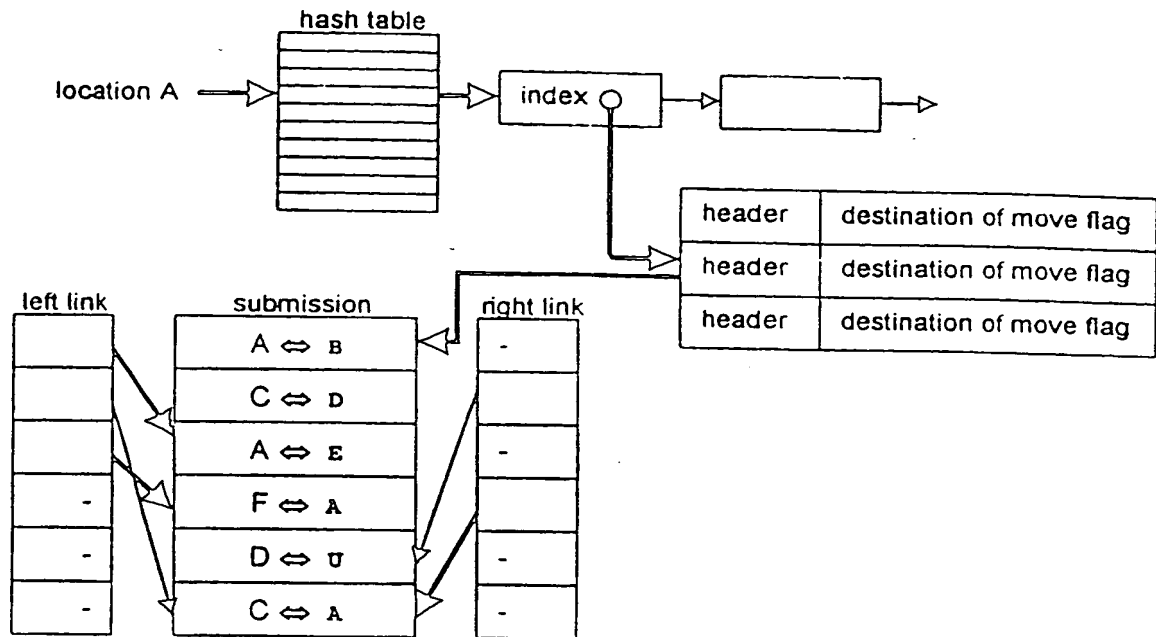 hash table
location A
index
header destination of move flag
header destination of move flag
header destination of move flag
left link submission right link
A ⇔ B -
C ⇔ D
A ⇔ E -
- F ⇔ A
- D ⇔ U -
- C ⇔ A -